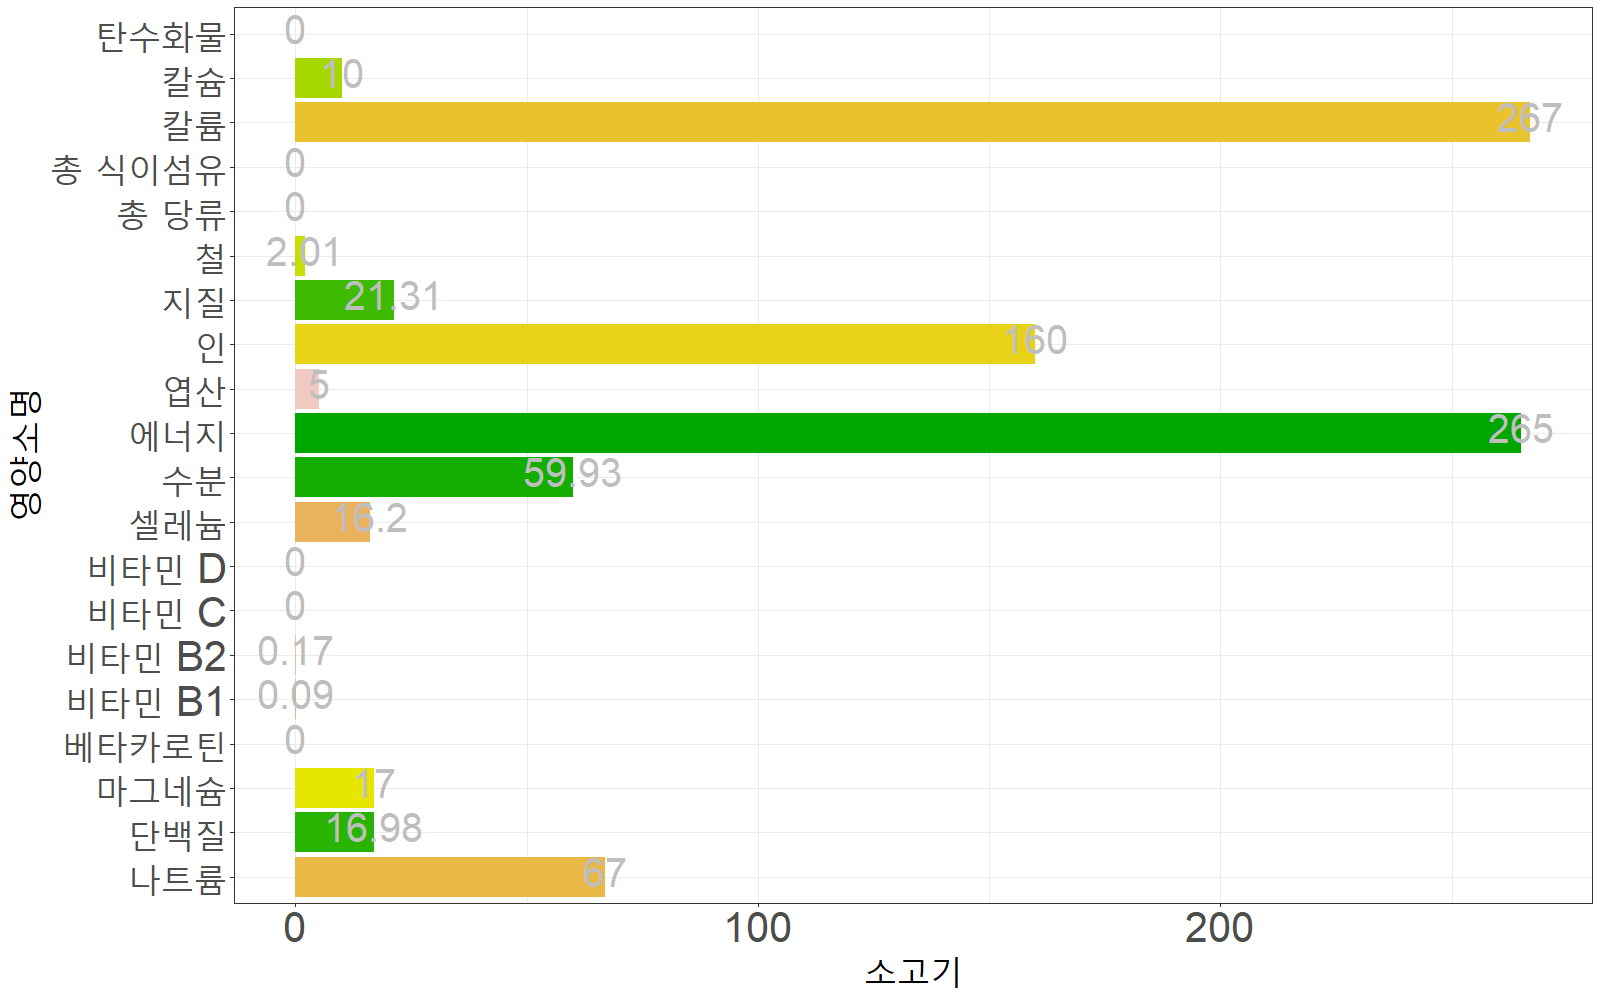 탄수화물 0
칼슘 10
칼륨 267
총 식이섬유 0
총 당류 0
철 2.01
지질 21.31
인 160
엽산 5
에너지 265
수분 59.93
셀레늄 16.2
비타민 D 0
비타민 C 0
비타민 B2 0.17
비타민 B1 0.09
베타카로틴 0
마그네슘 17
단백질 16.98
나트륨 67
영양소명
0 100 200
소고기